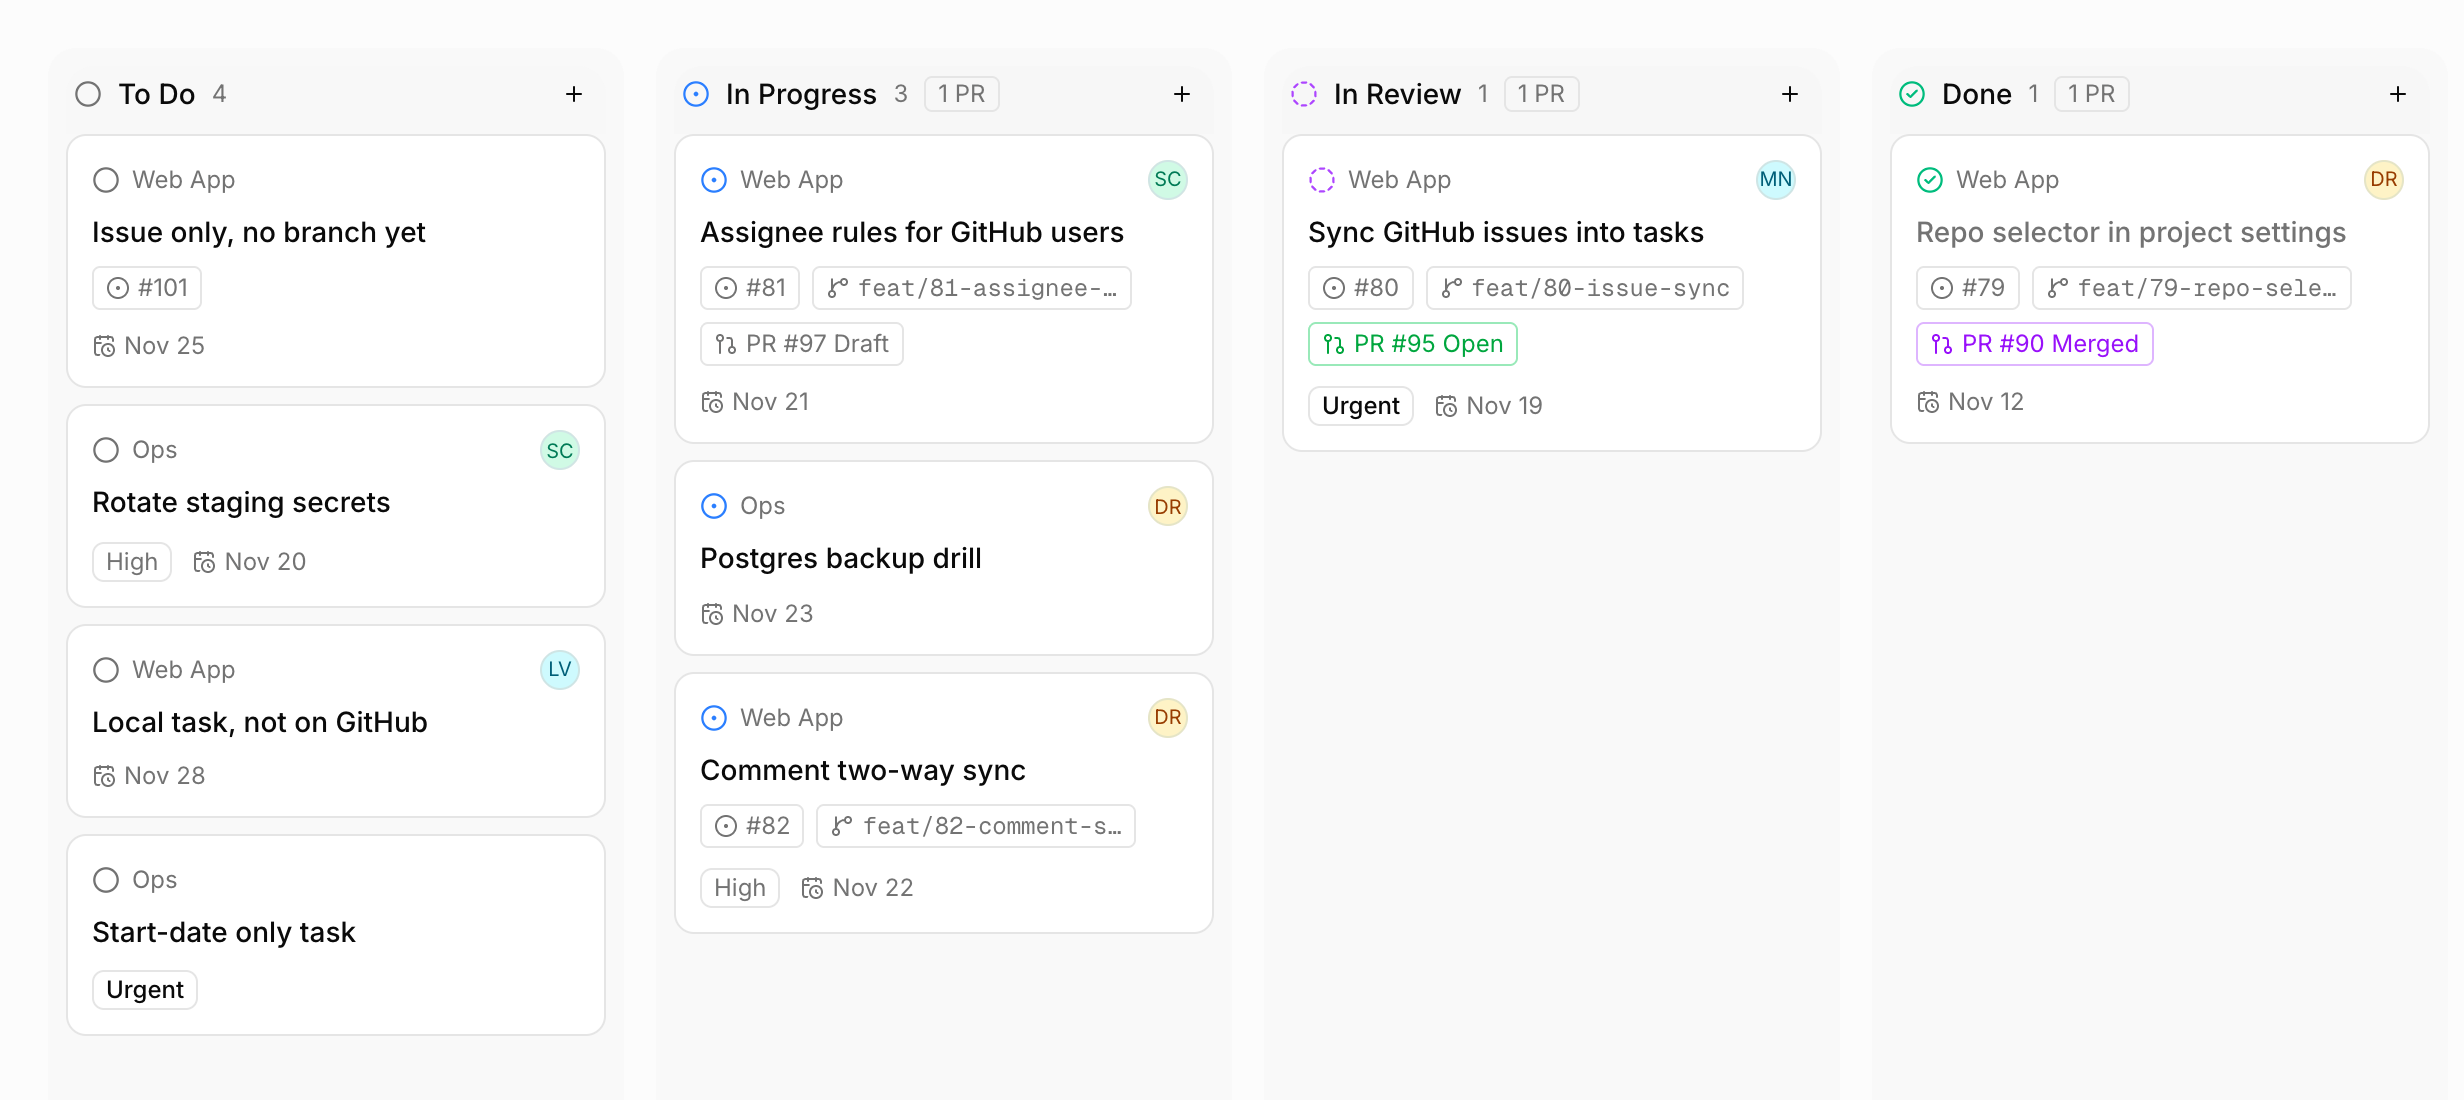 To Do 4
Web App
Issue only, no branch yet
#101
Nov 25
Ops SC
Rotate staging secrets
High Nov 20
Web App LV
Local task, not on GitHub
Nov 28
Ops
Start-date only task
Urgent
In Progress 3 1 PR
Web App SC
Assignee rules for GitHub users
#81 feat/81-assignee-…
PR #97 Draft
Nov 21
Ops DR
Postgres backup drill
Nov 23
Web App DR
Comment two-way sync
#82 feat/82-comment-s…
High Nov 22
In Review 1 1 PR
Web App MN
Sync GitHub issues into tasks
#80 feat/80-issue-sync
PR #95 Open
Urgent Nov 19
Done 1 1 PR
Web App DR
Repo selector in project settings
#79 feat/79-repo-sele…
PR #90 Merged
Nov 12